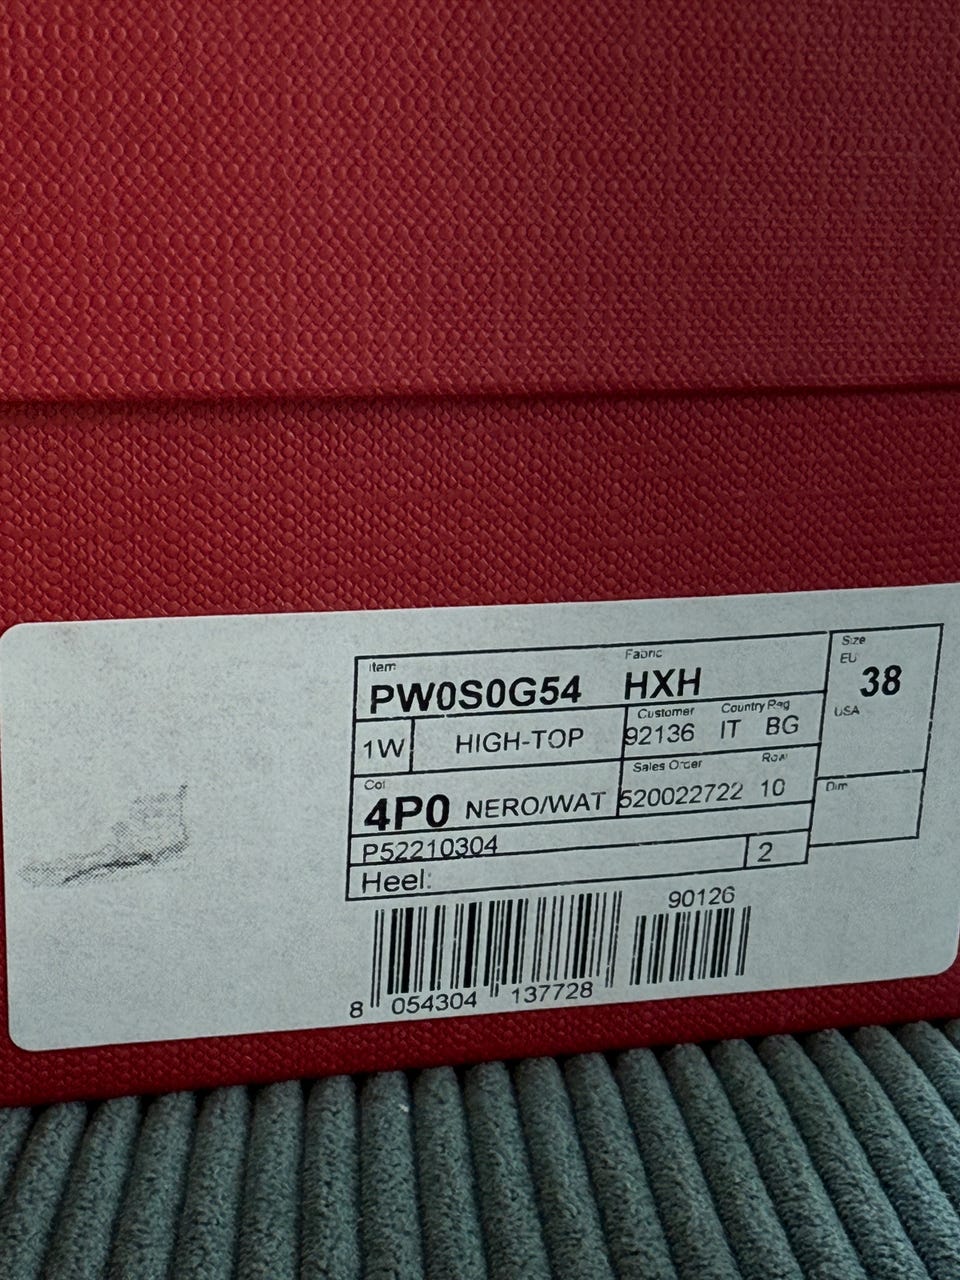 Item Fabric
PW0S0G54 HXH
Size
EU 38
USA
1W HIGH-TOP
Customer Country Reg
92136 IT BG
Col
4P0 NERO/WAT
Sales Order Row
520022722 10
Dim
P52210304
2
Heel:
90126
8 054304 137728